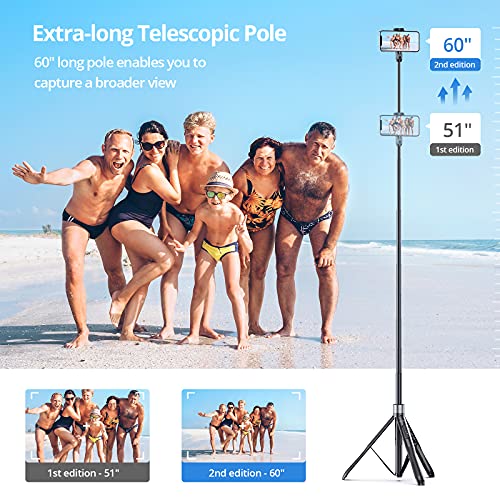 Extra-long Telescopic Pole
60" long pole enables you to
capture a broader view
60"
2nd edition
51"
1st edition
1st edition - 51"
2nd edition - 60"